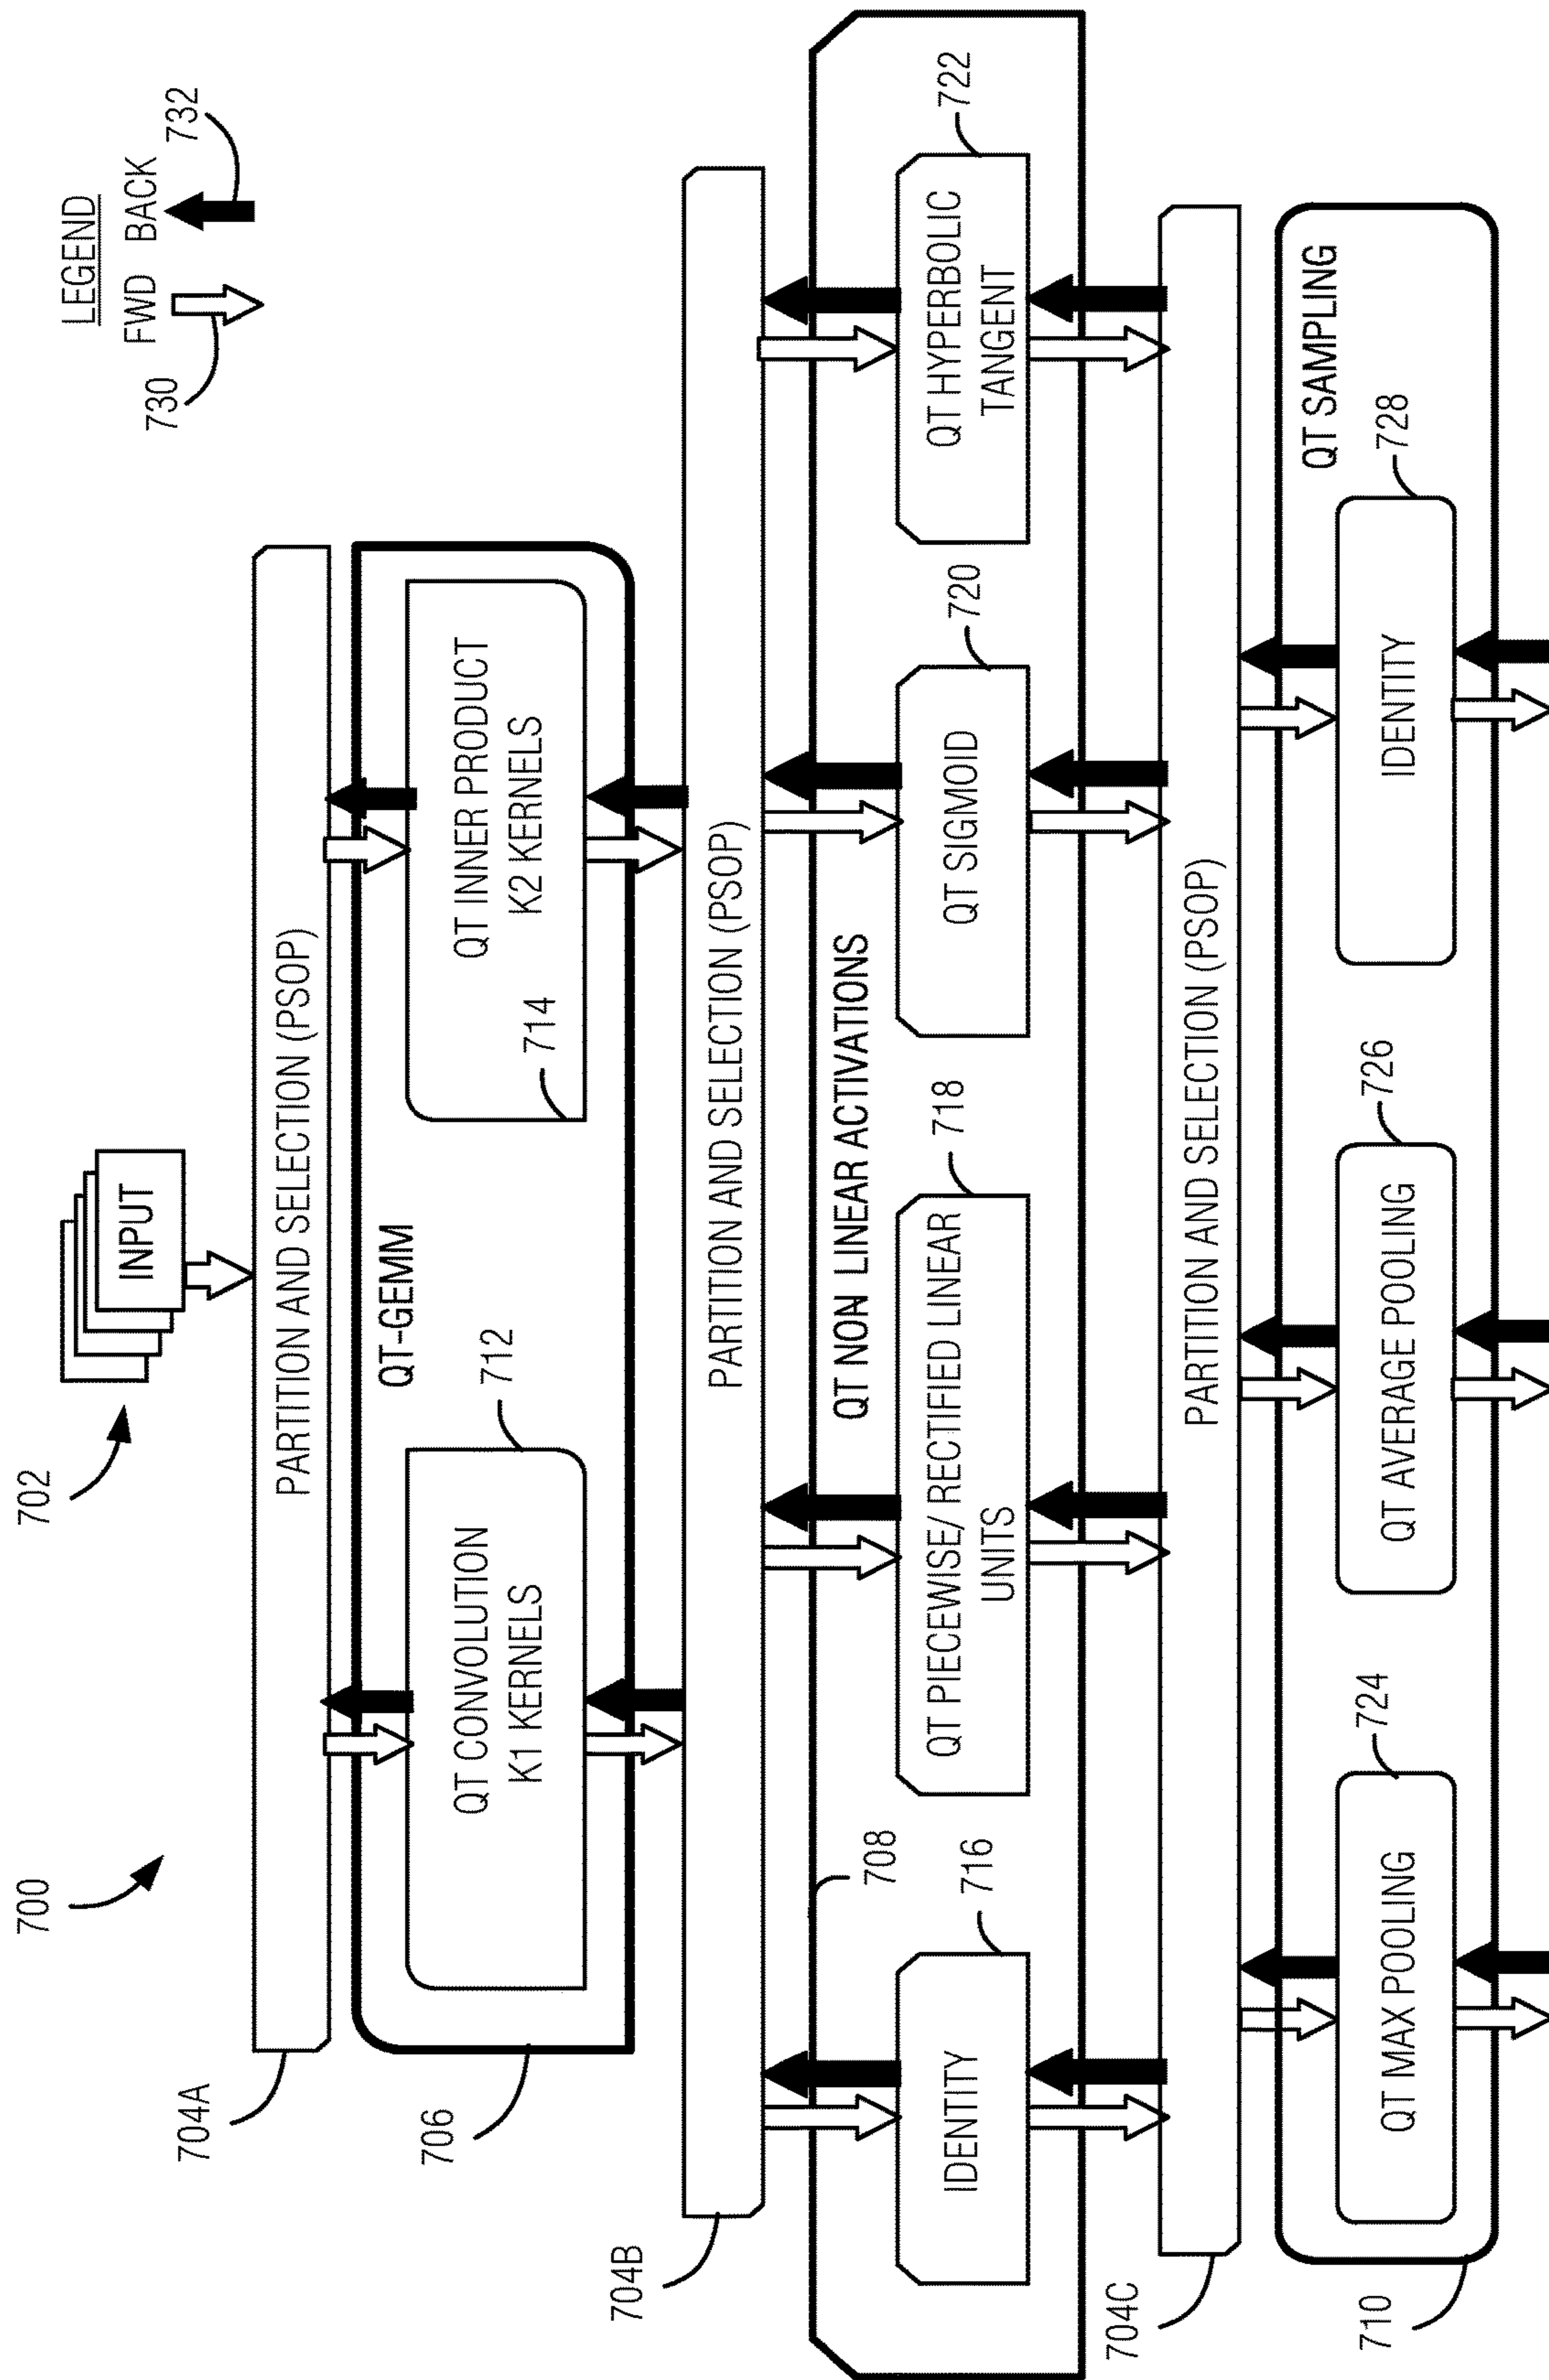 700
702
INPUT
LEGEND
FWD BACK
730
732
704A
PARTITION AND SELECTION (PSOP)
706
QT-GEMM
712
QT CONVOLUTION
K1 KERNELS
714
QT INNER PRODUCT
K2 KERNELS
704B
PARTITION AND SELECTION (PSOP)
708
QT NON LINEAR ACTIVATIONS
716
718
720
722
IDENTITY
QT PIECEWISE/ RECTIFIED LINEAR
UNITS
QT SIGMOID
QT HYPERBOLIC
TANGENT
704C
PARTITION AND SELECTION (PSOP)
710
QT SAMPLING
724
726
728
QT MAX POOLING
QT AVERAGE POOLING
IDENTITY